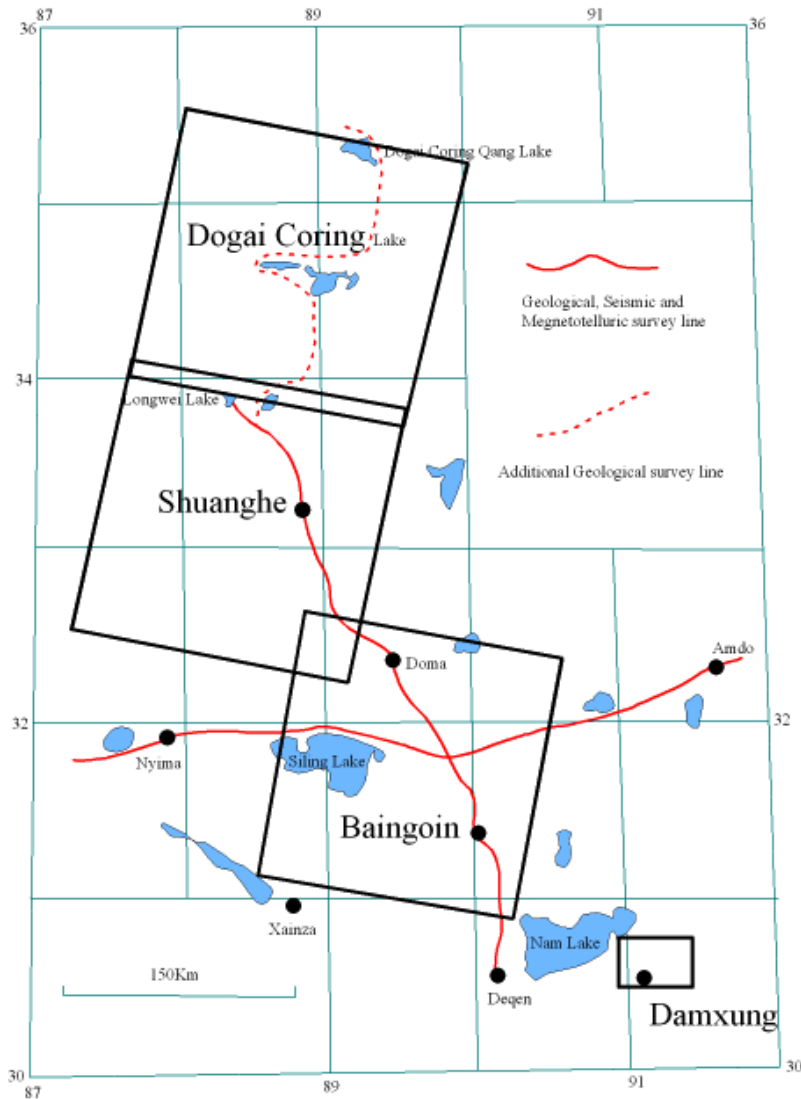 87
89
91
36
36
Dogai Coring Qang Lake
Dogai Coring Lake
Geological, Seismic and
Megnetotelluric survey line
34
Longwei Lake
Additional Geological survey line
Shuanghe
Amdo
Doma
32
32
Nyima
Siling Lake
Baingoin
Xainza
Nam Lake
150Km
Deqen
Damxung
30
30
87
89
91